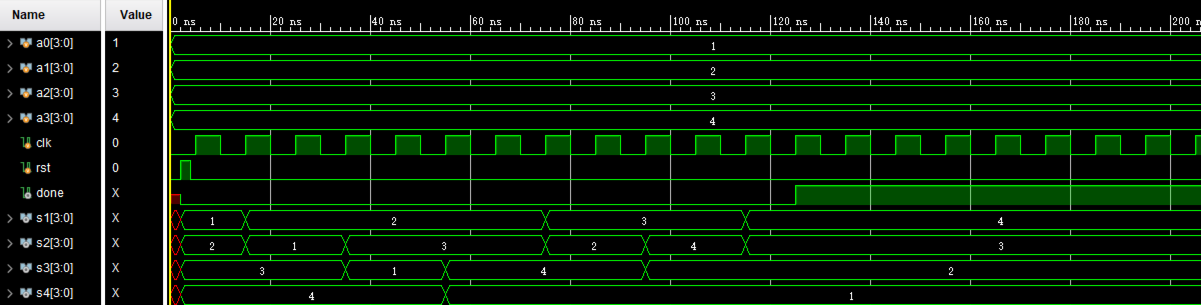 Name Value 0 ns 20 ns 40 ns 60 ns 80 ns 100 ns 120 ns 140 ns 160 ns 180 ns 200 ns
a0[3:0] 1 1
a1[3:0] 2 2
a2[3:0] 3 3
a3[3:0] 4 4
clk 0
rst 0
done X
s1[3:0] X 1 2 3 4
s2[3:0] X 2 1 3 2 4 3
s3[3:0] X 3 1 4 2
s4[3:0] X 4 1